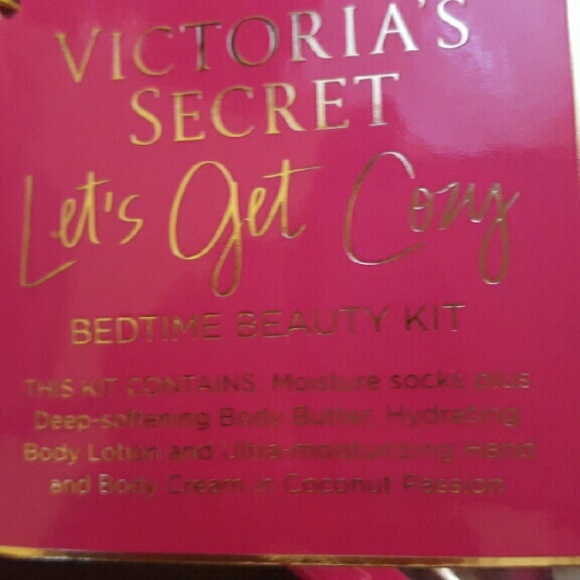 VICTORIA'S
SECRET
Let's Get Cozy
BEDTIME BEAUTY KIT
THIS KIT CONTAINS: Moisture socks plus
Deep-softening Body Butter, Hydrating
Body Lotion and Ultra-moisturizing Hand
and Body Cream in Coconut Passion